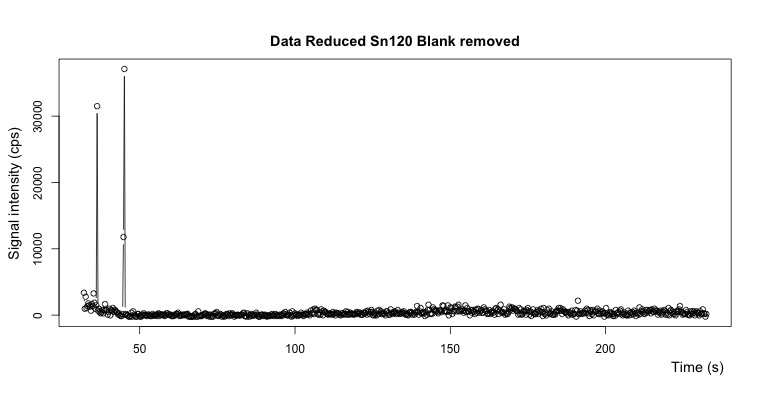 Data Reduced Sn120 Blank removed
Signal intensity (cps)
30000
20000
10000
0
50 100 150 200
Time (s)